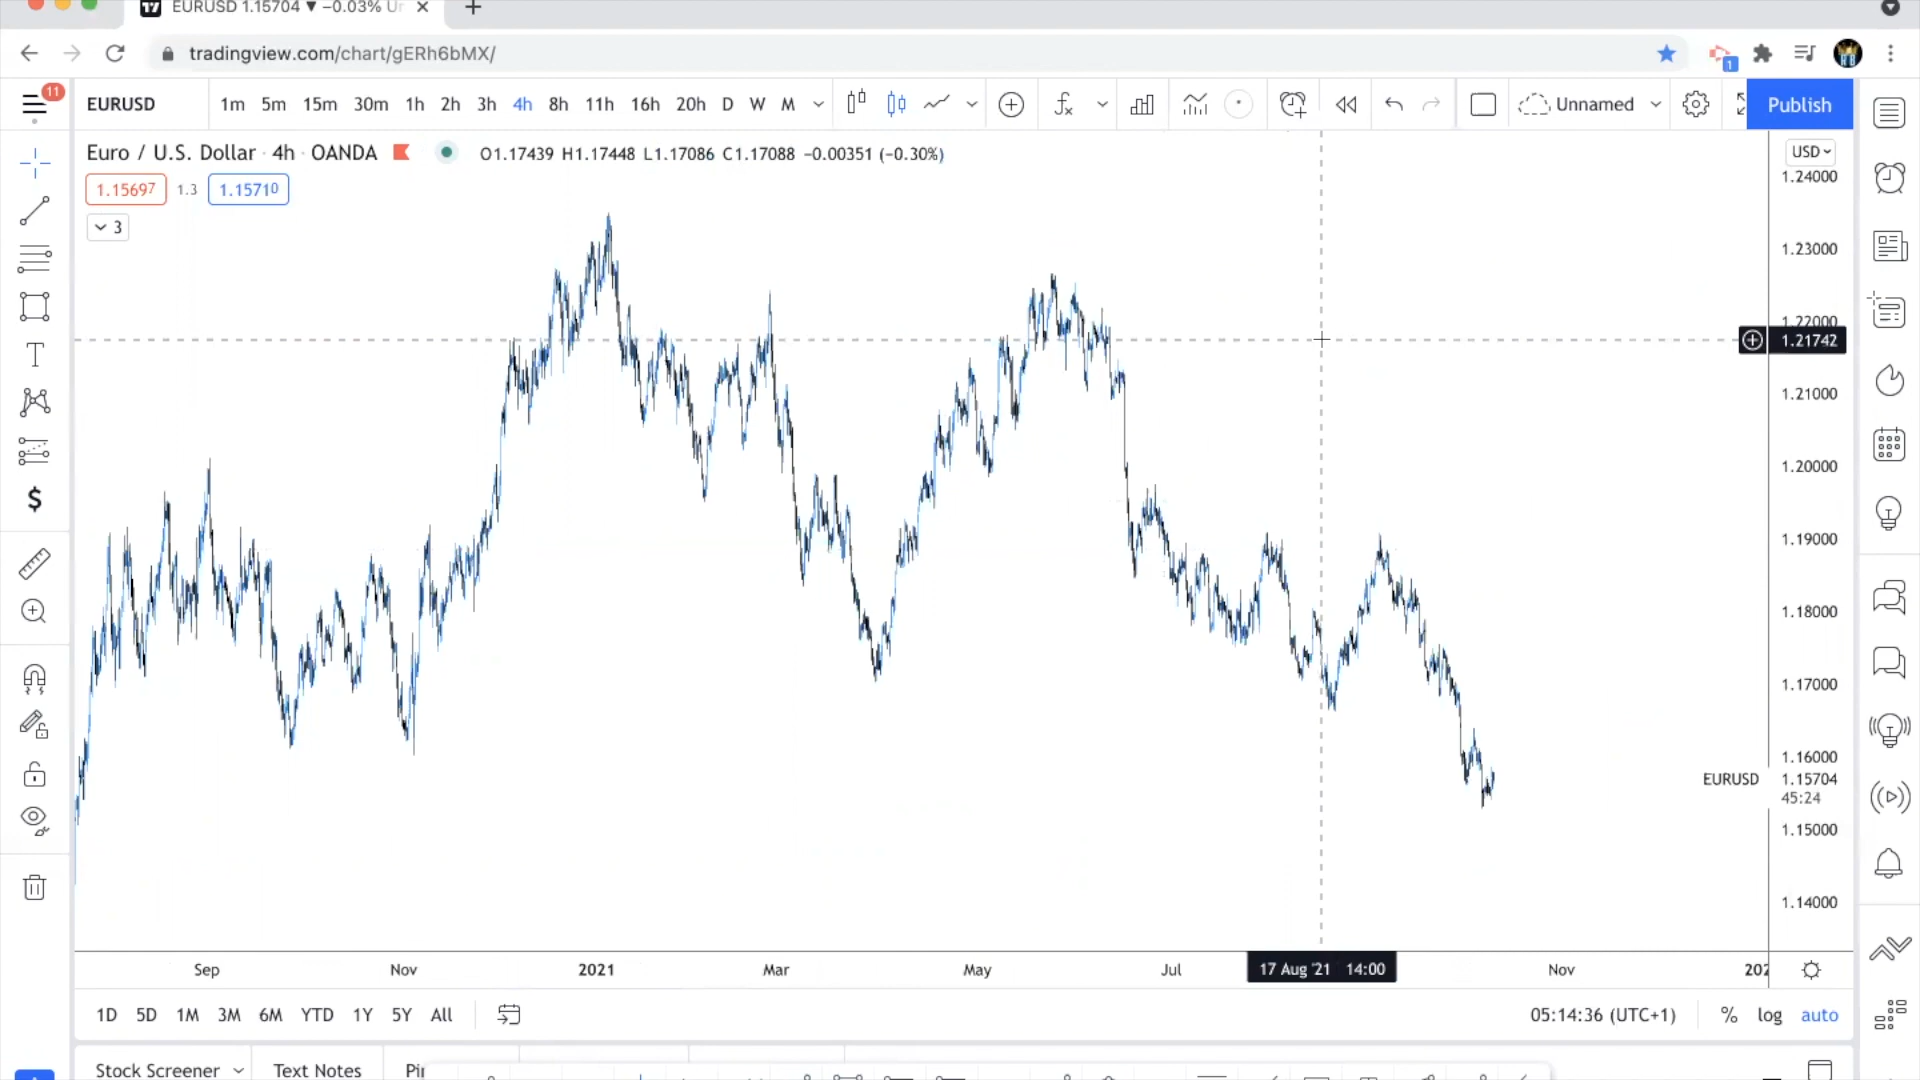 EURUSD 1.15704 ▼ −0.03% Ur
tradingview.com/chart/gERh6bMX/
1
11
EURUSD 1m 5m 15m 30m 1h 2h 3h 4h 8h 11h 16h 20h D W M Unnamed Publish
Euro / U.S. Dollar · 4h · OANDA O1.17439 H1.17448 L1.17086 C1.17088 −0.00351 (−0.30%)
USD
1.15697 1.3 1.15710
3
1.24000
1.23000
1.22000
1.21742
1.21000
1.20000
1.19000
1.18000
1.17000
1.16000
EURUSD 1.15704
45:24
1.15000
1.14000
Sep Nov 2021 Mar May Jul 17 Aug '21 14:00 Nov 202
1D 5D 1M 3M 6M YTD 1Y 5Y All 05:14:36 (UTC+1) % log auto
Stock Screener Text Notes Pi